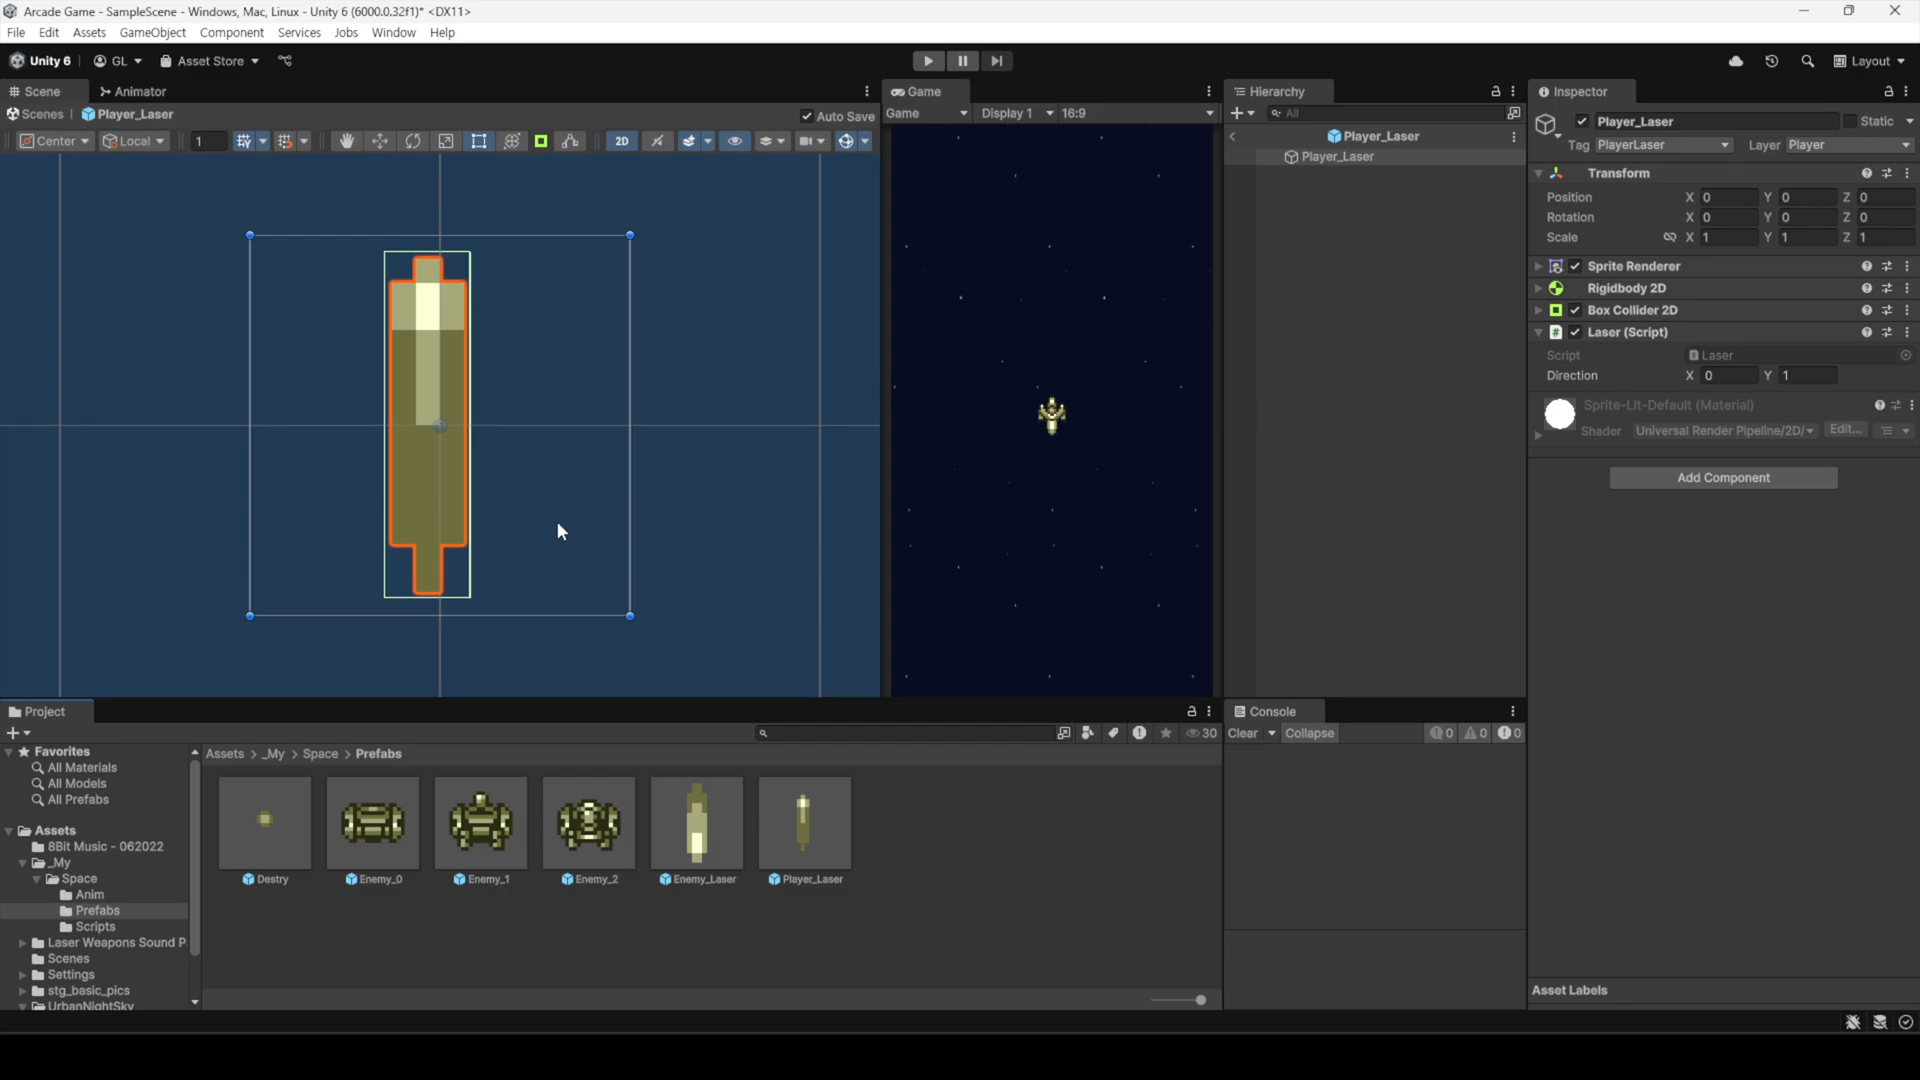 Arcade Game - SampleScene - Windows, Mac, Linux - Unity 6 (6000.0.32f1)* <DX11>
File Edit Assets GameObject Component Services Jobs Window Help
Unity 6 GL Asset Store Layout
Scene Animator Game Hierarchy Inspector
Scenes Player_Laser Auto Save Game Display 1 16:9 All
Player_Laser Static
Center Local 1 2D Player_Laser
Tag PlayerLaser Layer Player
Player_Laser
Transform
Position X 0 Y 0 Z 0
Rotation X 0 Y 0 Z 0
Scale X 1 Y 1 Z 1
Sprite Renderer
Rigidbody 2D
Box Collider 2D
# Laser (Script)
Script Laser
Direction X 0 Y 1
Sprite-Lit-Default (Material)
Shader Universal Render Pipeline/2D/ Edit...
Add Component
Project Console
30 Clear Collapse 0 0 0
Favorites
All Materials
All Models
All Prefabs
Assets
8Bit Music - 062022
_My
Space
Anim
Prefabs
Scripts
Laser Weapons Sound P
Scenes
Settings
stg_basic_pics
UrbanNightSky
Assets > _My > Space > Prefabs
Destry Enemy_0 Enemy_1 Enemy_2 Enemy_Laser Player_Laser
Asset Labels